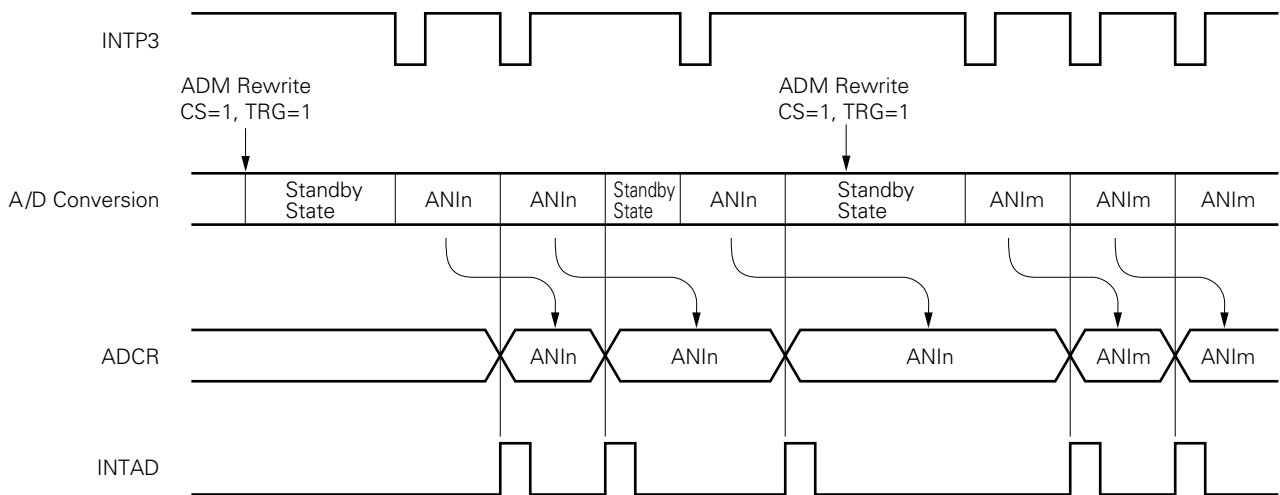 INTP3
ADM Rewrite
CS=1, TRG=1
ADM Rewrite
CS=1, TRG=1
A/D Conversion
Standby
State
ANIn
ANIn
Standby
State
ANIn
Standby
State
ANIm
ANIm
ANIm
ADCR
ANIn
ANIn
ANIn
ANIm
ANIm
INTAD